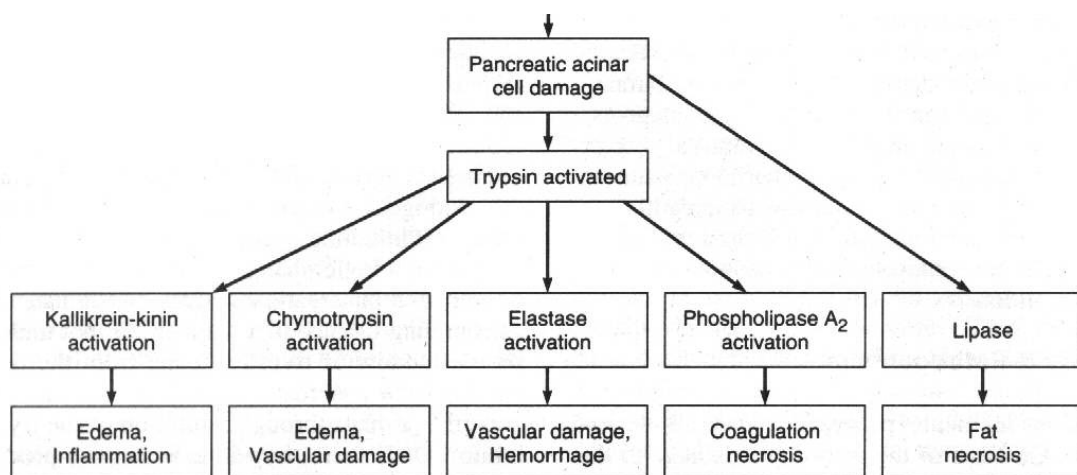 Pancreatic acinar
cell damage
Trypsin activated
Kallikrein-kinin
activation
Chymotrypsin
activation
Elastase
activation
Phospholipase A₂
activation
Lipase
Edema,
Inflammation
Edema,
Vascular damage
Vascular damage,
Hemorrhage
Coagulation
necrosis
Fat
necrosis